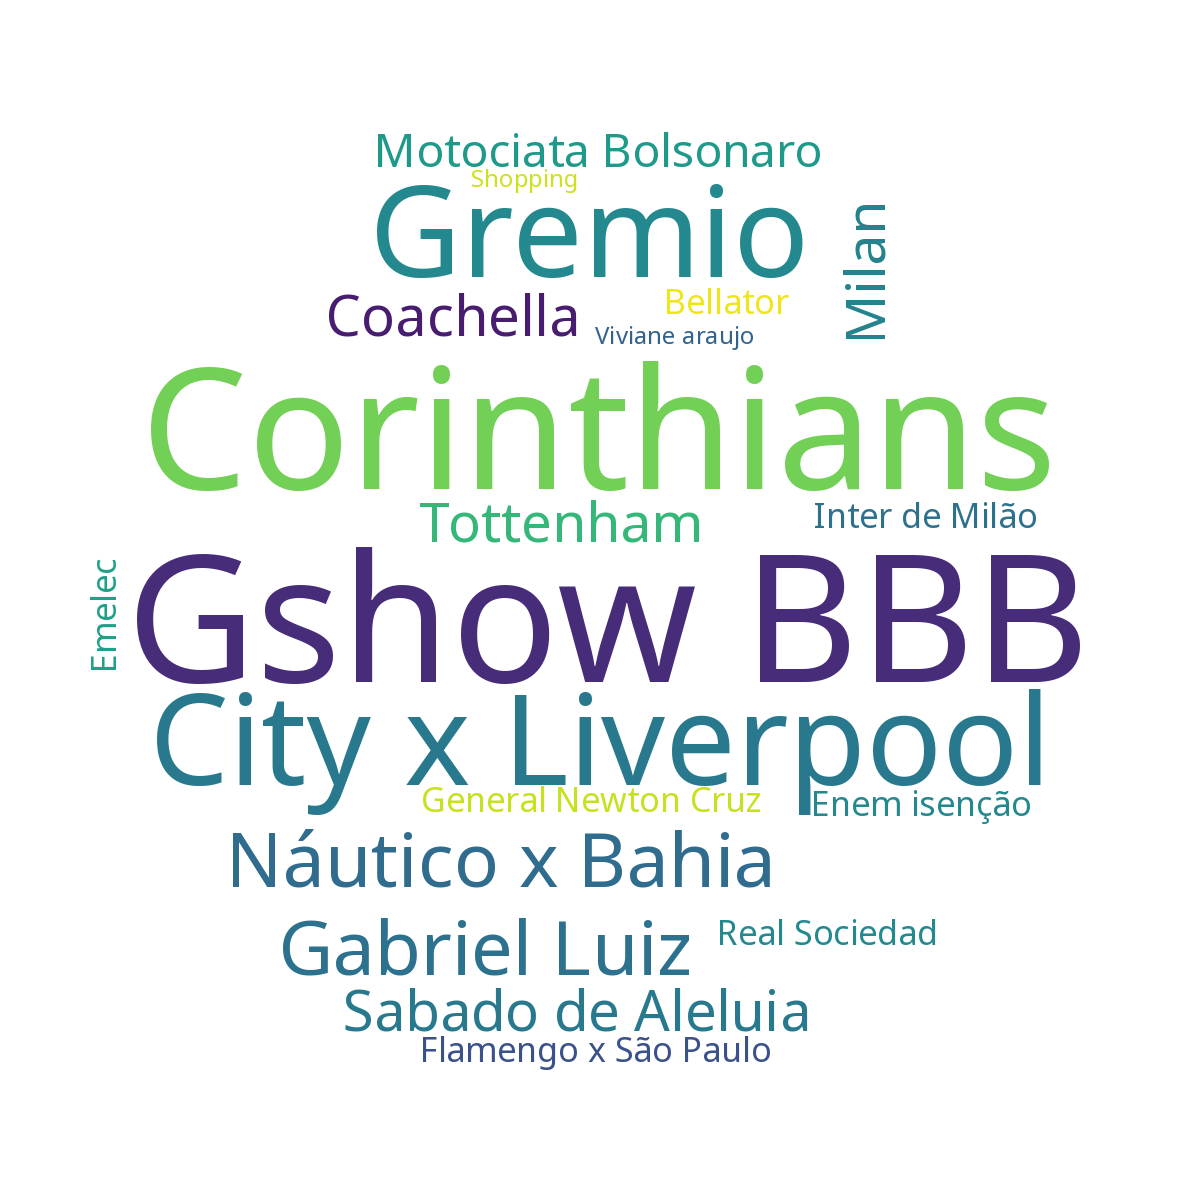 Motociata Bolsonaro
Shopping
Gremio
Milan
Coachella
Bellator
Viviane araujo
Corinthians
Tottenham
Inter de Milão
Emelec
Gshow BBB
City x Liverpool
General Newton Cruz
Enem isenção
Náutico x Bahia
Gabriel Luiz
Real Sociedad
Sabado de Aleluia
Flamengo x São Paulo